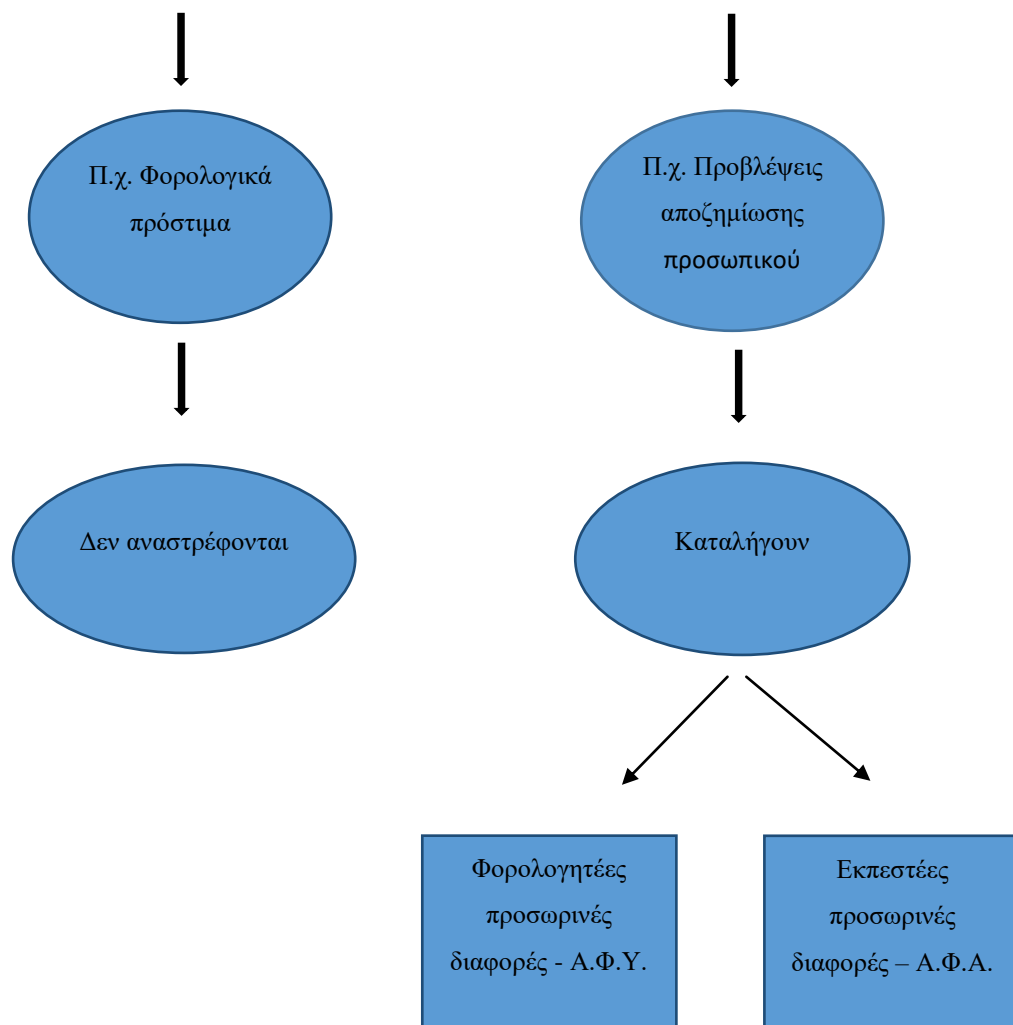 Π.χ. Φορολογικά
πρόστιμα
Π.χ. Προβλέψεις
αποζημίωσης
προσωπικού
Δεν αναστρέφονται
Καταλήγουν
Φορολογητέες
προσωρινές
διαφορές - Α.Φ.Υ.
Εκπεστέες
προσωρινές
διαφορές – Α.Φ.Α.